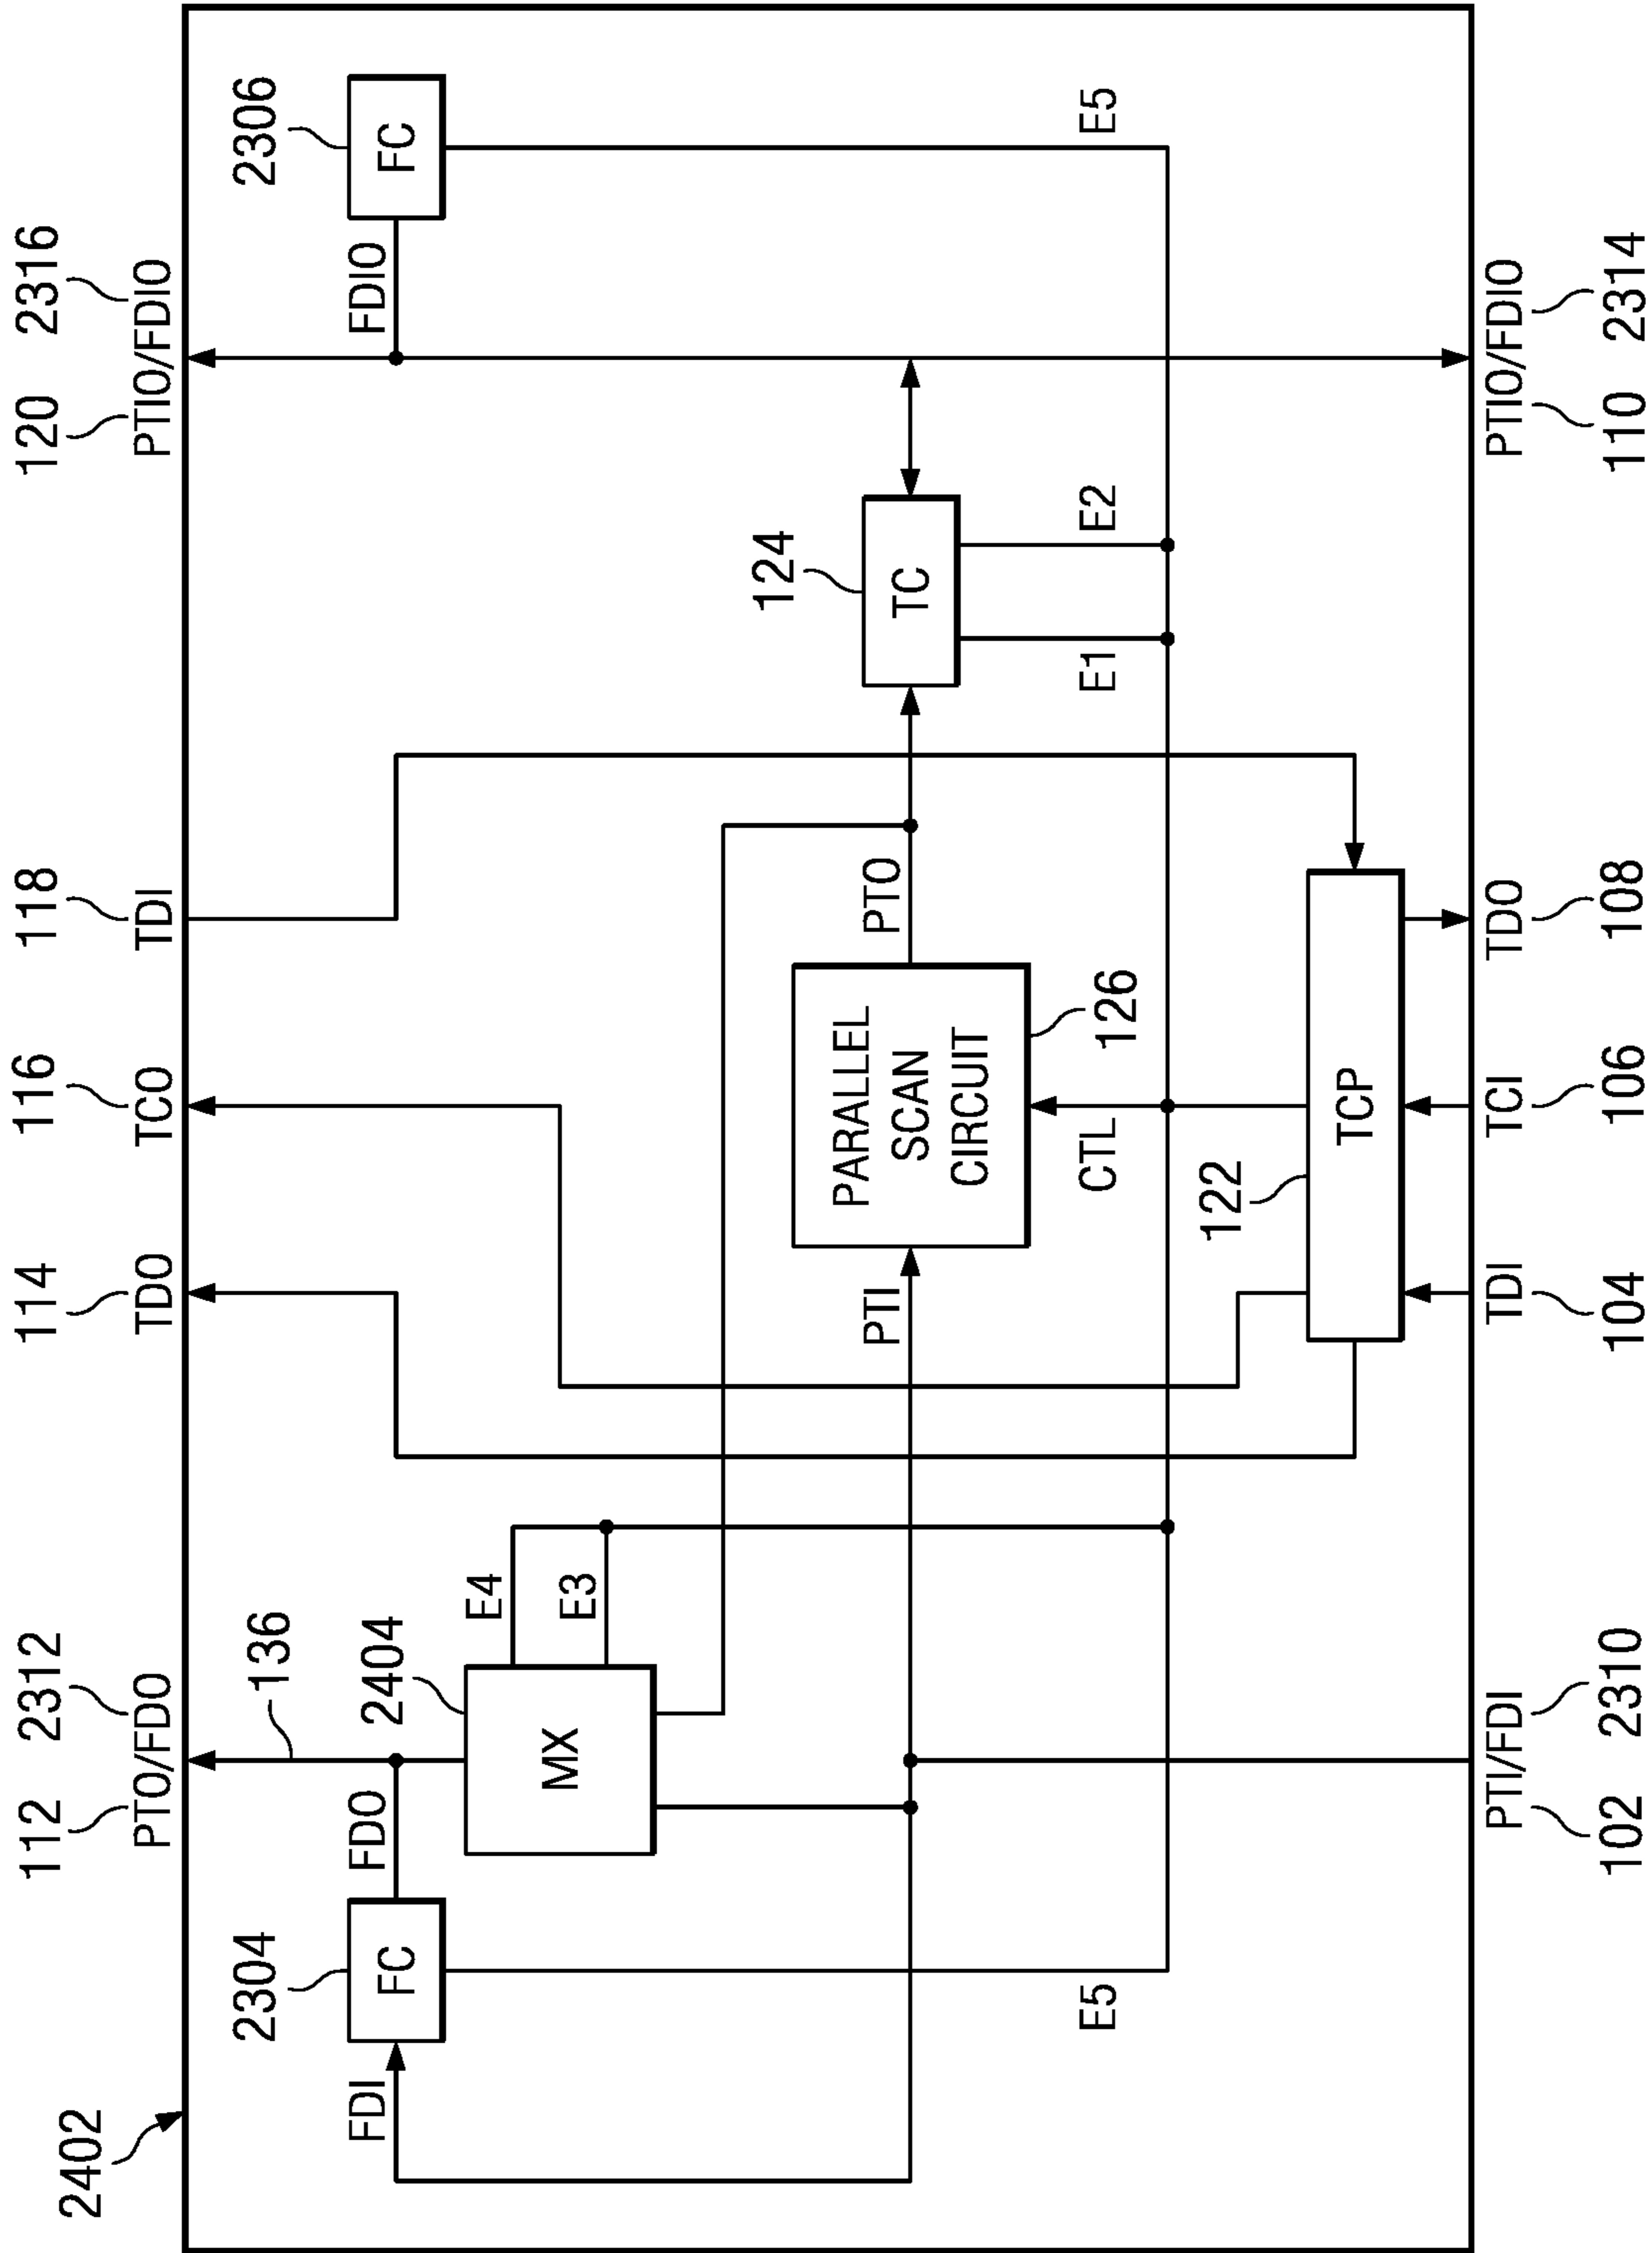 2402
112 2312
PTO/FDO
114
TDO
116
TCO
118
TDI
120 2316
PTIO/FDIO
136
2304
FC
FDI
FDO
2404
MX
E4
E3
2306
FC
FDIO
PTI
PARALLEL
SCAN
CIRCUIT
126
PTO
124
TC
E5
CTL
E1
E2
E5
122
TCP
PTI/FDI
102 2310
TDI
104
TCI
106
TDO
108
PTIO/FDIO
110 2314